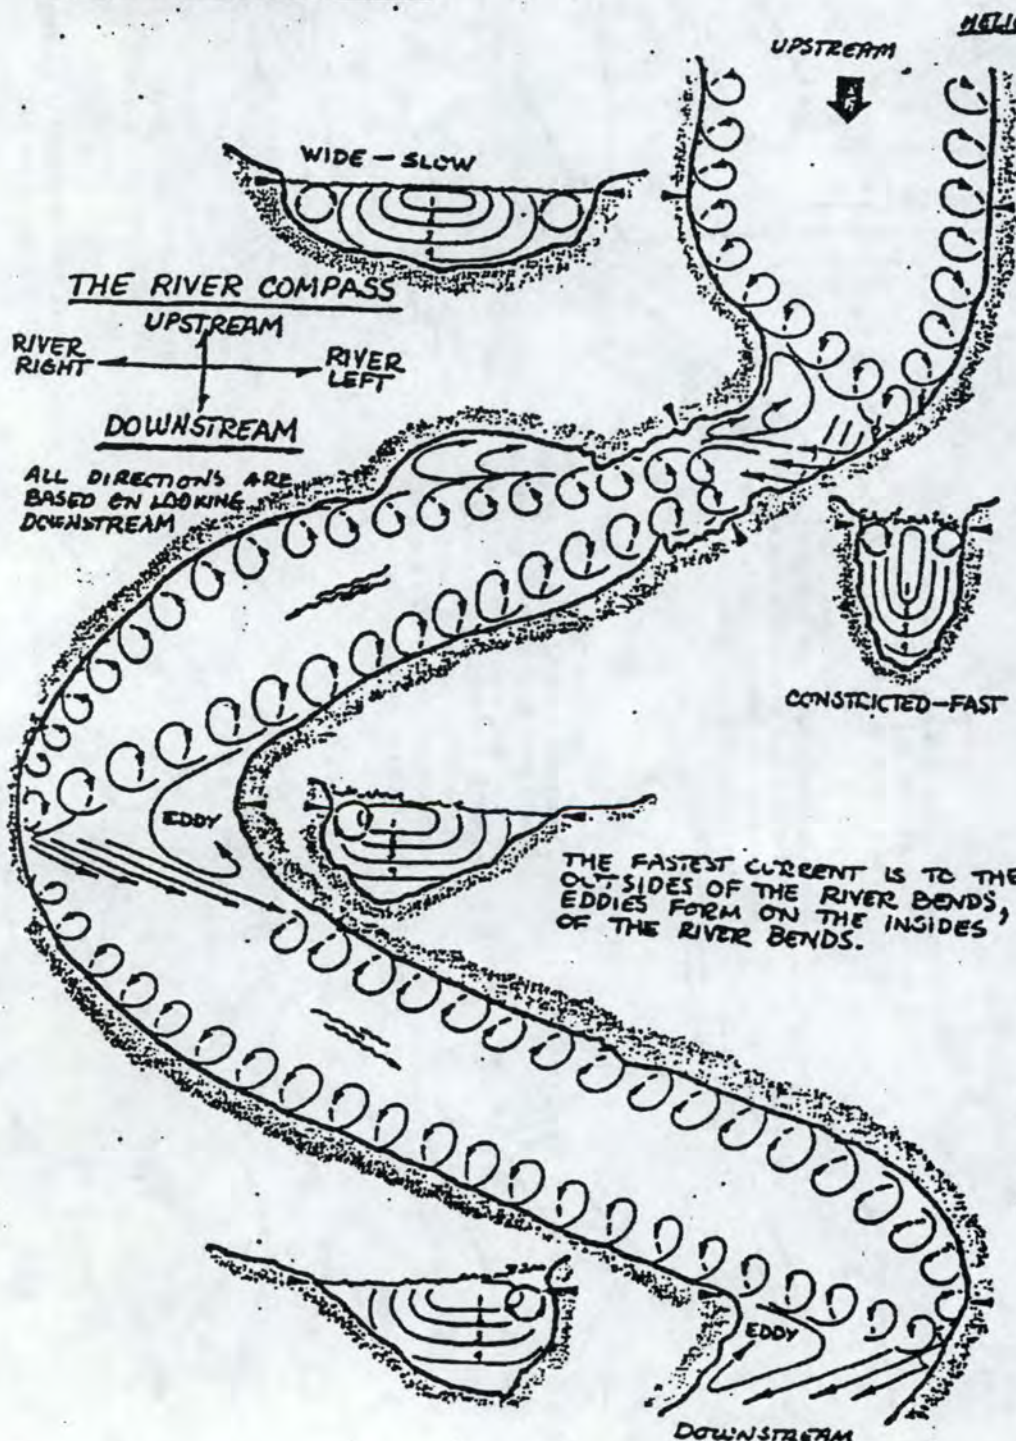 UPSTREAM
WIDE - SLOW
THE RIVER COMPASS
UPSTREAM
RIVER
RIGHT
RIVER
LEFT
DOWNSTREAM
ALL DIRECTIONS ARE
BASED ON LOOKING
DOWNSTREAM
CONSTRICTED-FAST
EDDY
THE FASTEST CURRENT IS TO THE
OUTSIDES OF THE RIVER BENDS,
EDDIES FORM ON THE INSIDES
OF THE RIVER BENDS.
EDDY
DOWNSTREAM